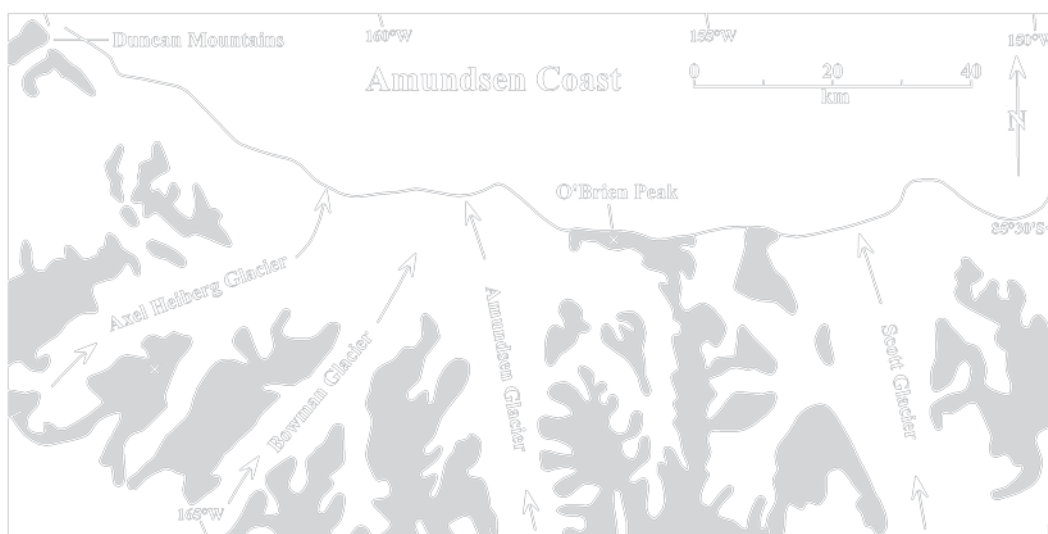 Duncan Mountains
160°W
155°W
150°W
Amundsen Coast
0 20 40
km
N
O'Brien Peak
85°30'S
Axel Heiberg Glacier
Bowman Glacier
Amundsen Glacier
Scott Glacier
165°W